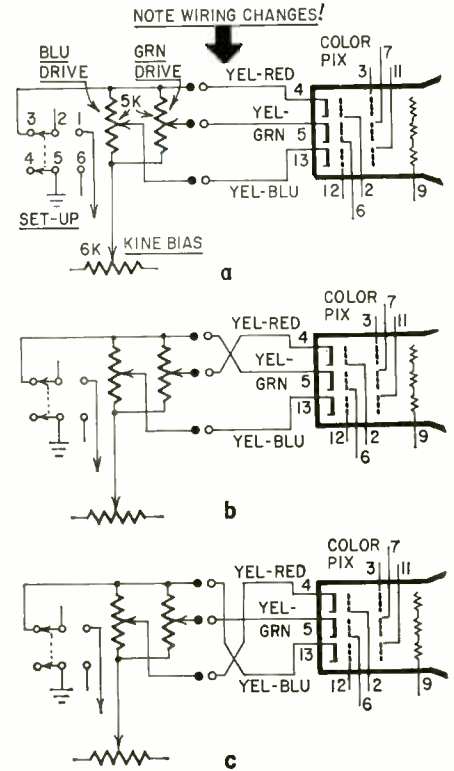 NOTE WIRING CHANGES!
BLU DRIVE
GRN DRIVE
COLOR PIX
7
3
11
YEL-RED
4
5K
YEL-GRN
5
3 2 1
4 5 6
13
YEL-BLU
12 2 9
6
SET-UP
6K
KINE BIAS
a
COLOR PIX
7
3
11
YEL-RED
4
YEL-GRN
5
13
YEL-BLU
12 2 9
6
b
COLOR PIX
7
3
11
YEL-RED
4
YEL-GRN
5
13
YEL-BLU
12 2 9
6
c